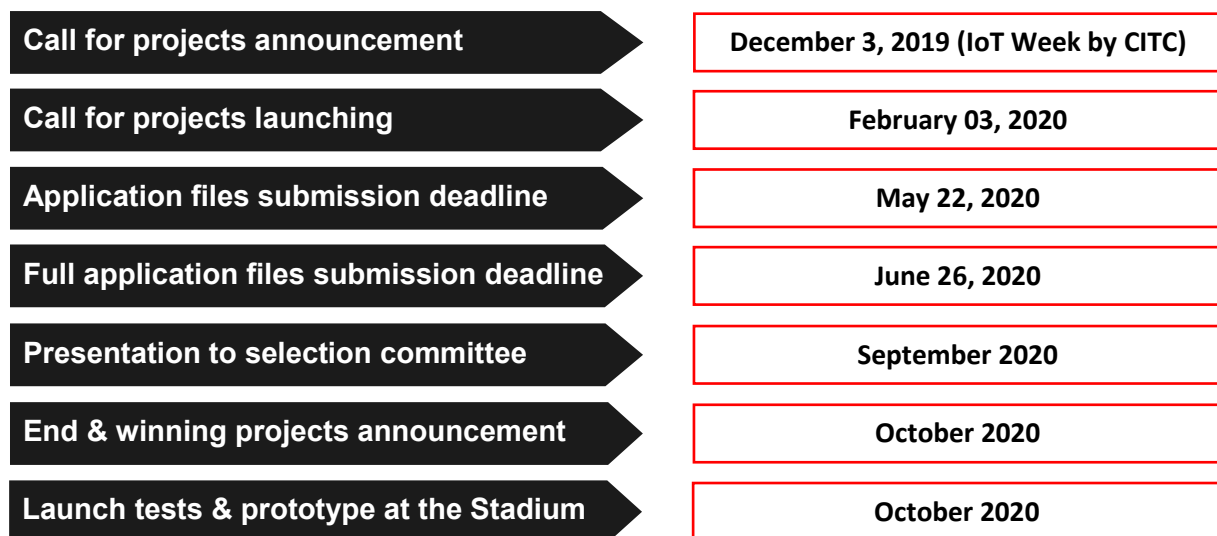 Call for projects announcement
December 3, 2019 (IoT Week by CITC)
Call for projects launching
February 03, 2020
Application files submission deadline
May 22, 2020
Full application files submission deadline
June 26, 2020
Presentation to selection committee
September 2020
End & winning projects announcement
October 2020
Launch tests & prototype at the Stadium
October 2020